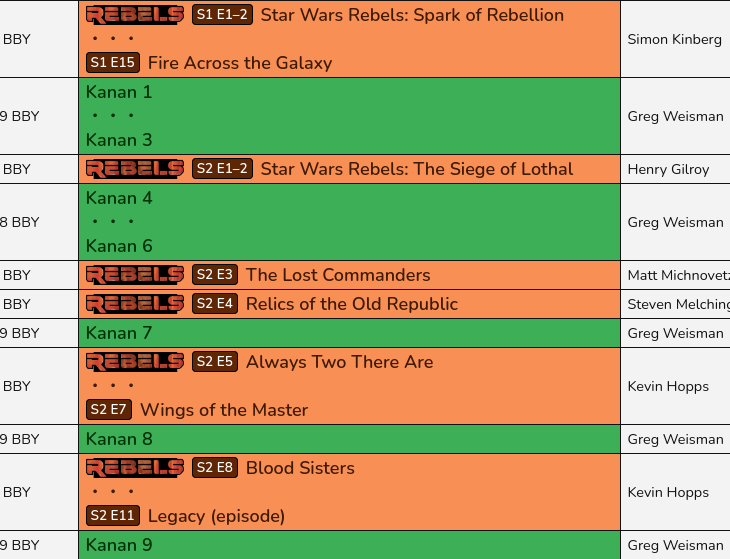 BBY REBELS S1 E1–2 Star Wars Rebels: Spark of Rebellion Simon Kinberg
• • •
S1 E15 Fire Across the Galaxy
9 BBY Kanan 1 Greg Weisman
• • •
Kanan 3
BBY REBELS S2 E1–2 Star Wars Rebels: The Siege of Lothal Henry Gilroy
8 BBY Kanan 4 Greg Weisman
• • •
Kanan 6
BBY REBELS S2 E3 The Lost Commanders Matt Michnovetz
BBY REBELS S2 E4 Relics of the Old Republic Steven Melching
9 BBY Kanan 7 Greg Weisman
BBY REBELS S2 E5 Always Two There Are Kevin Hopps
• • •
S2 E7 Wings of the Master
9 BBY Kanan 8 Greg Weisman
BBY REBELS S2 E8 Blood Sisters Kevin Hopps
• • •
S2 E11 Legacy (episode)
9 BBY Kanan 9 Greg Weisman